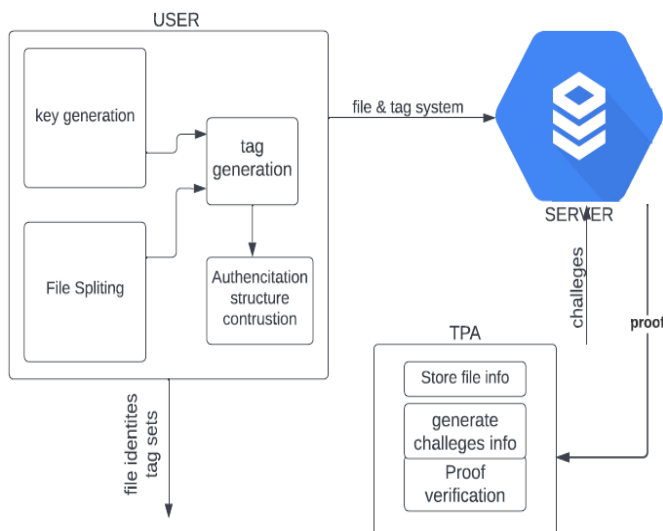 USER
key generation
tag
generation
File Spliting
Authencitation
structure
contrustion
file & tag system
SERVER
challeges
proof
TPA
Store file info
generate
challeges info
Proof
verification
file identites
tag sets